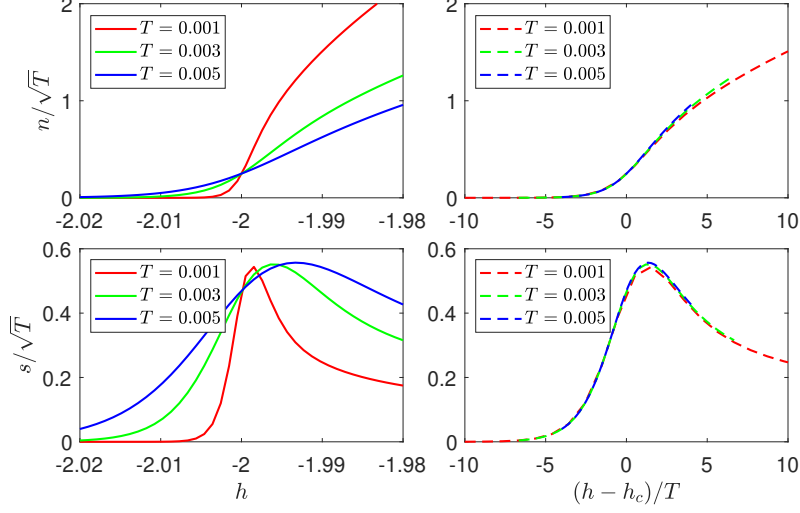 n/√T
2
1
0
T = 0.001
T = 0.003
T = 0.005
-2.02 -2.01 -2 -1.99 -1.98
2
1
0
T = 0.001
T = 0.003
T = 0.005
-10 -5 0 5 10
s/√T
0.6
0.4
0.2
0
T = 0.001
T = 0.003
T = 0.005
-2.02 -2.01 -2 -1.99 -1.98
h
0.6
0.4
0.2
0
T = 0.001
T = 0.003
T = 0.005
-10 -5 0 5 10
(h − h_c)/T